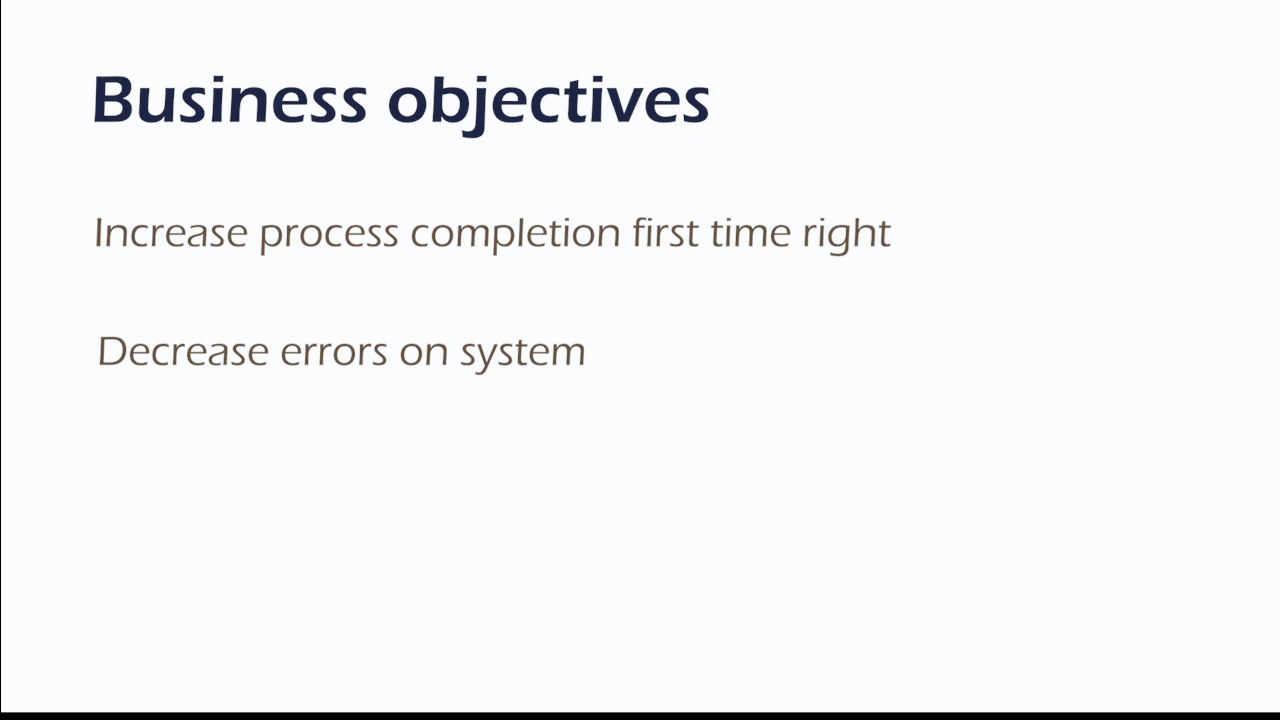 Business objectives
Increase process completion first time right
Decrease errors on system